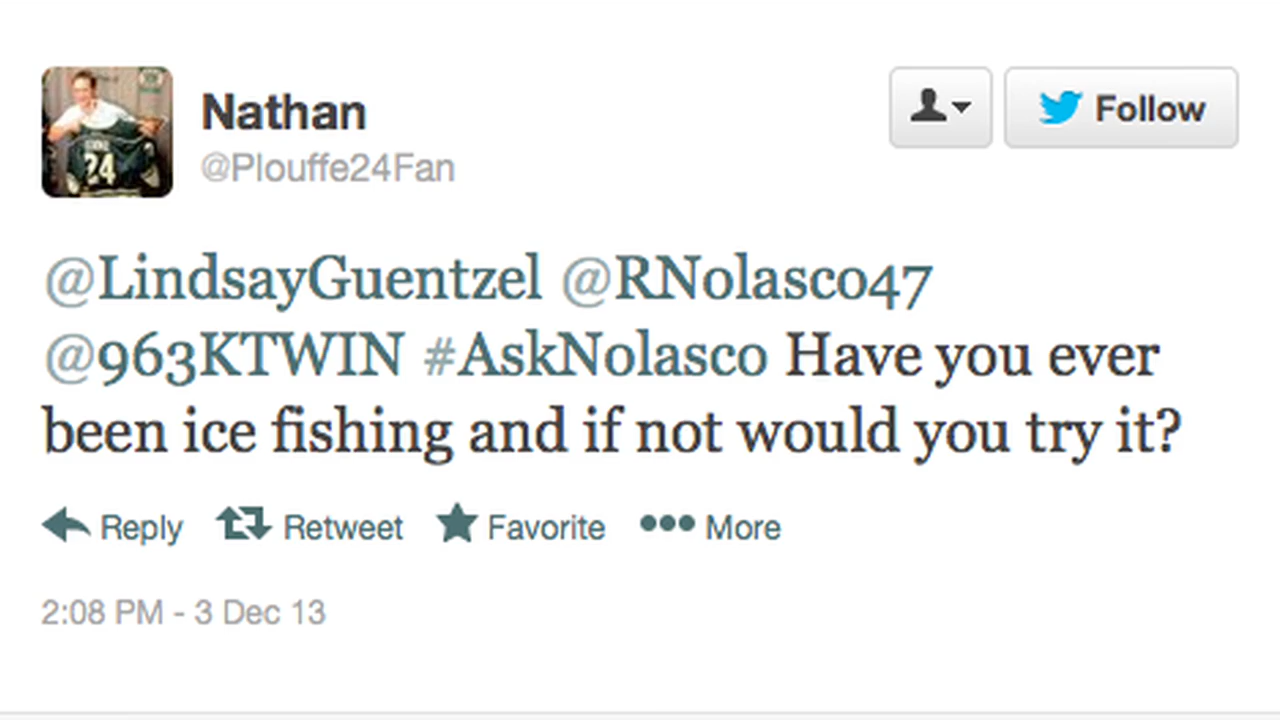 Nathan
@Plouffe24Fan
Follow
24
@LindsayGuentzel @RNolasco47
@963KTWIN #AskNolasco Have you ever
been ice fishing and if not would you try it?
Reply Retweet Favorite More
2:08 PM - 3 Dec 13